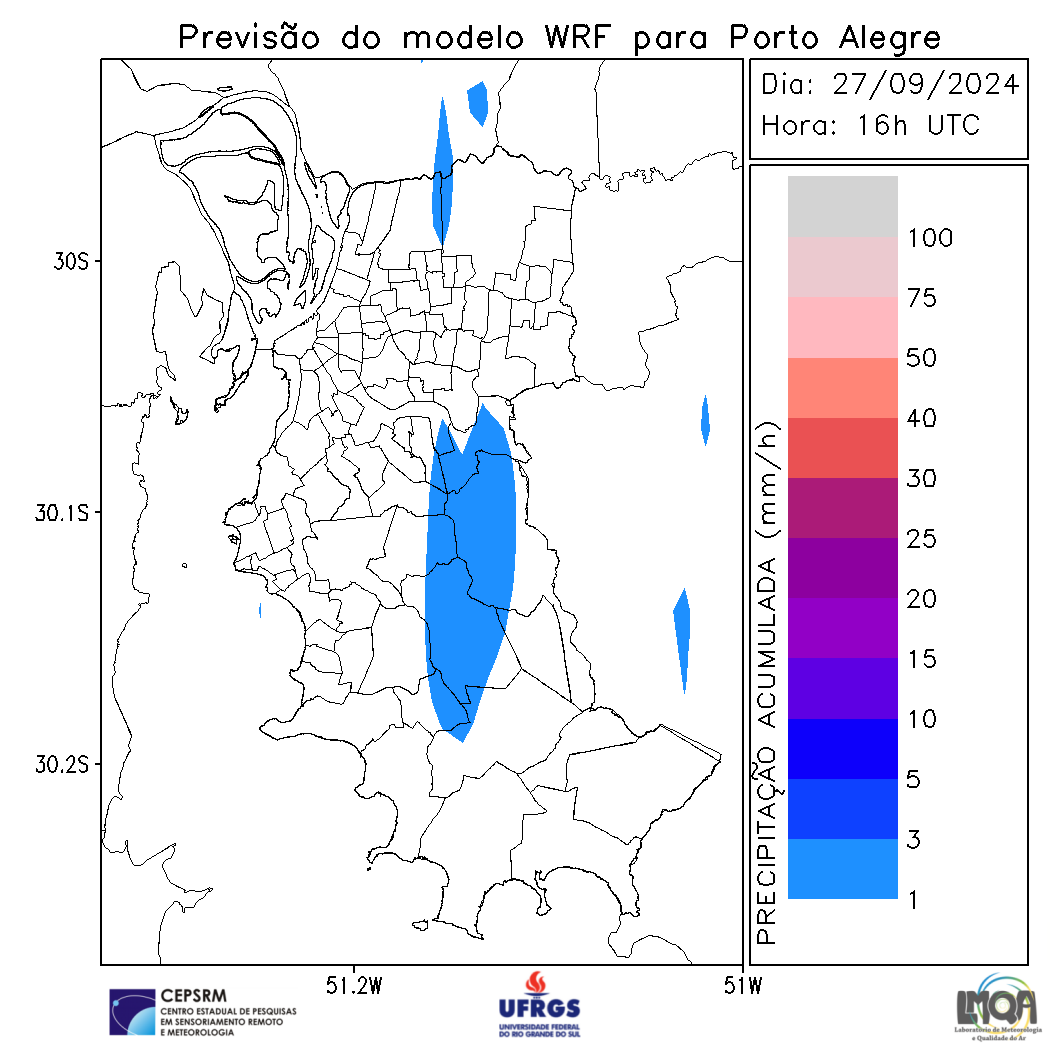 Previsão do modelo WRF para Porto Alegre
Dia: 27/09/2024
Hora: 16h UTC
30S
30.1S
30.2S
51.2W
51W
PRECIPITAÇÃO ACUMULADA (mm/h)
100
75
50
40
30
25
20
15
10
5
3
1
CEPSRM
CENTRO ESTADUAL DE PESQUISAS
EM SENSORIAMENTO REMOTO
E METEOROLOGIA
UFRGS
UNIVERSIDADE FEDERAL
DO RIO GRANDE DO SUL
LMQA
Laboratório de Meteorologia
e Qualidade do Ar